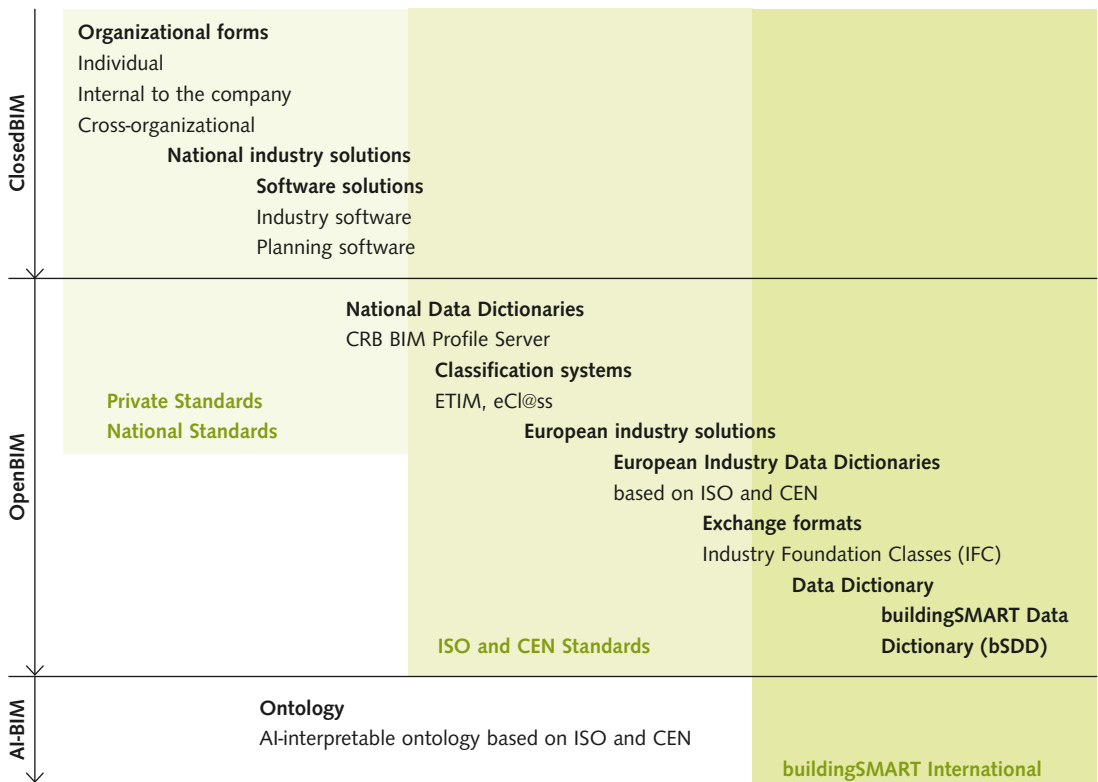 ClosedBIM
Organizational forms
Individual
Internal to the company
Cross-organizational
National industry solutions
Software solutions
Industry software
Planning software
OpenBIM
National Data Dictionaries
CRB BIM Profile Server
Classification systems
Private Standards
ETIM, eCl@ss
National Standards
European industry solutions
European Industry Data Dictionaries
based on ISO and CEN
Exchange formats
Industry Foundation Classes (IFC)
Data Dictionary
buildingSMART Data
Dictionary (bSDD)
ISO and CEN Standards
AI-BIM
Ontology
AI-interpretable ontology based on ISO and CEN
buildingSMART International